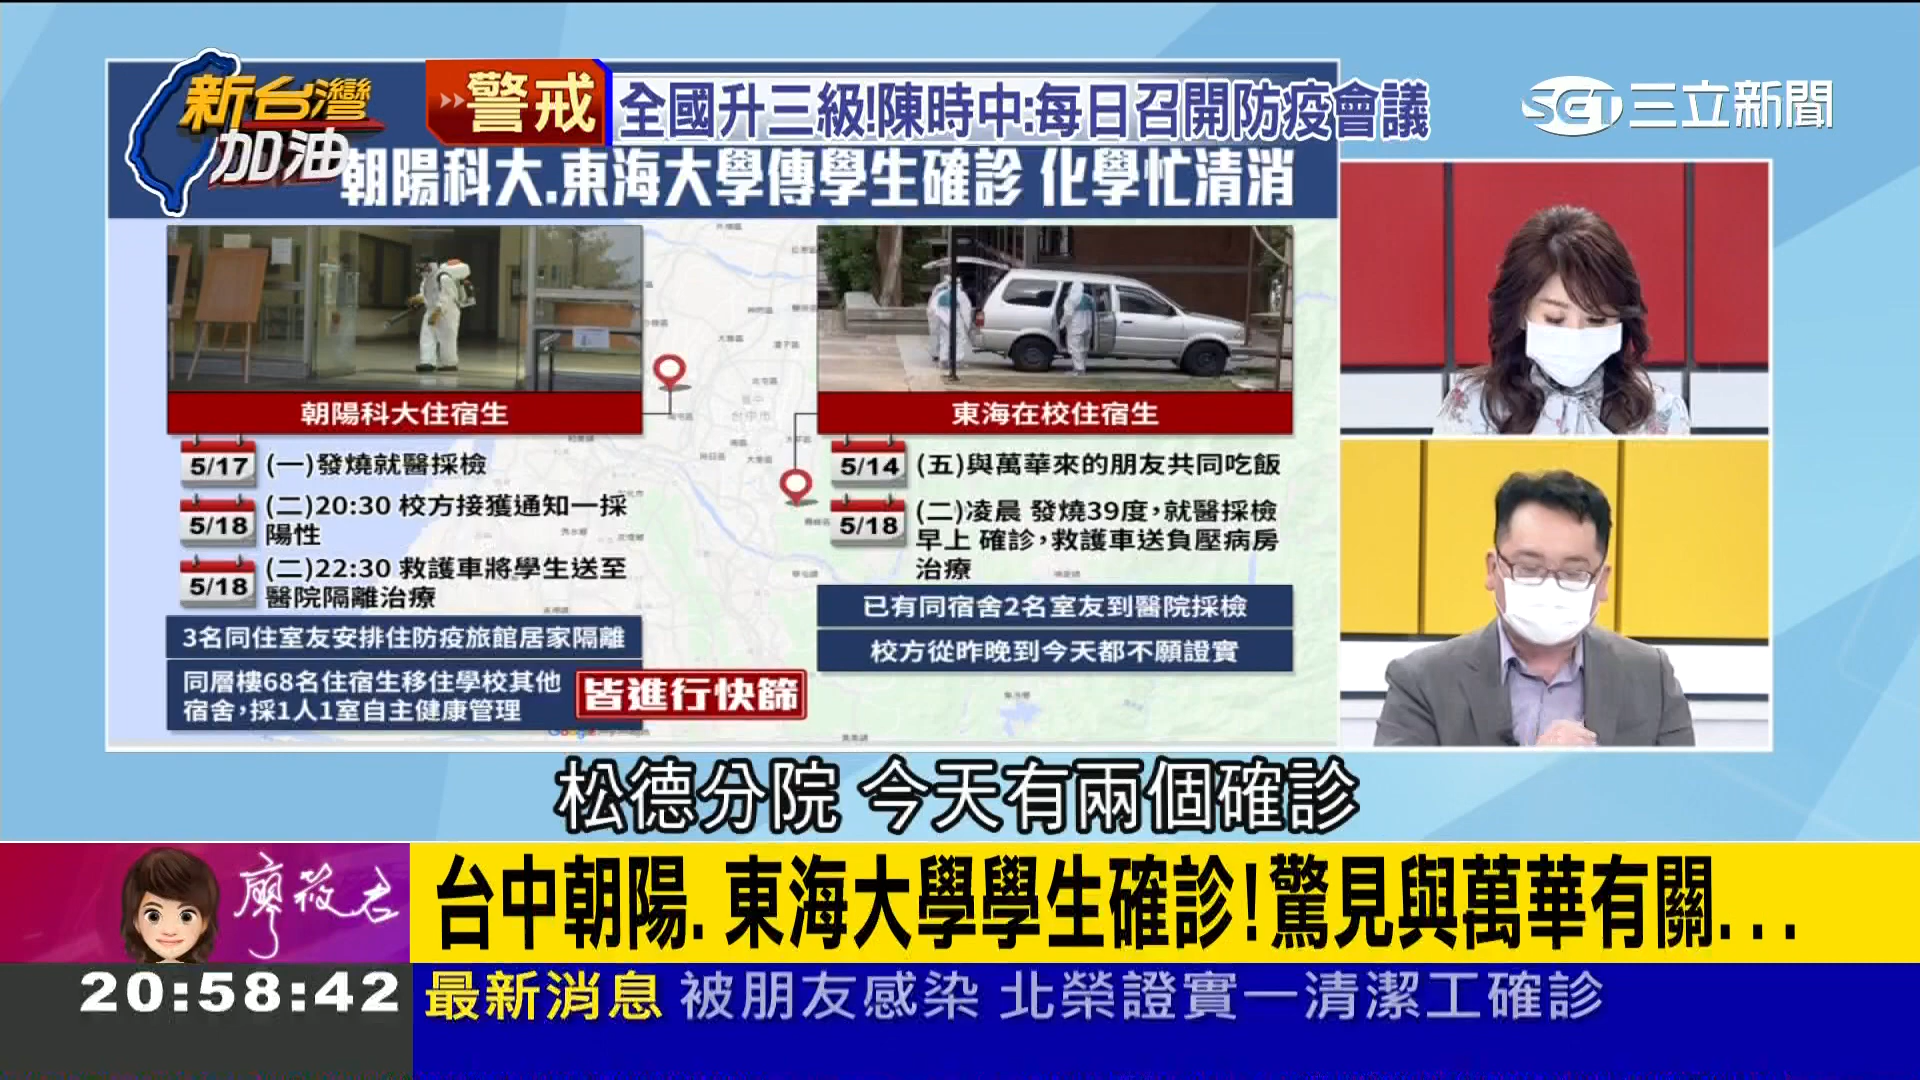 新台灣
加油
警戒
全國升三級!陳時中:每日召開防疫會議
SET三立新聞
朝陽科大.東海大學傳學生確診 化學忙清消
朝陽科大住宿生
5/17 (一)發燒就醫採檢
5/18 (二)20:30 校方接獲通知一採
陽性
5/18 (二)22:30 救護車將學生送至
醫院隔離治療
3名同住室友安排住防疫旅館居家隔離
同層樓68名住宿生移住學校其他
宿舍,採1人1室自主健康管理
皆進行快篩
東海在校住宿生
5/14 (五)與萬華來的朋友共同吃飯
5/18 (二)凌晨 發燒39度,就醫採檢
早上 確診,救護車送負壓病房
治療
已有同宿舍2名室友到醫院採檢
校方從昨晚到今天都不願證實
松德分院 今天有兩個確診
廖筱君
台中朝陽.東海大學學生確診!驚見與萬華有關...
20:58:42
最新消息 被朋友感染 北榮證實一清潔工確診